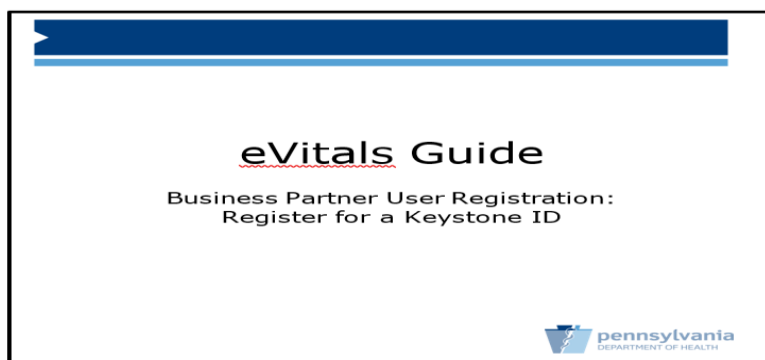 eVitals Guide
Business Partner User Registration:
Register for a Keystone ID
pennsylvania
DEPARTMENT OF HEALTH